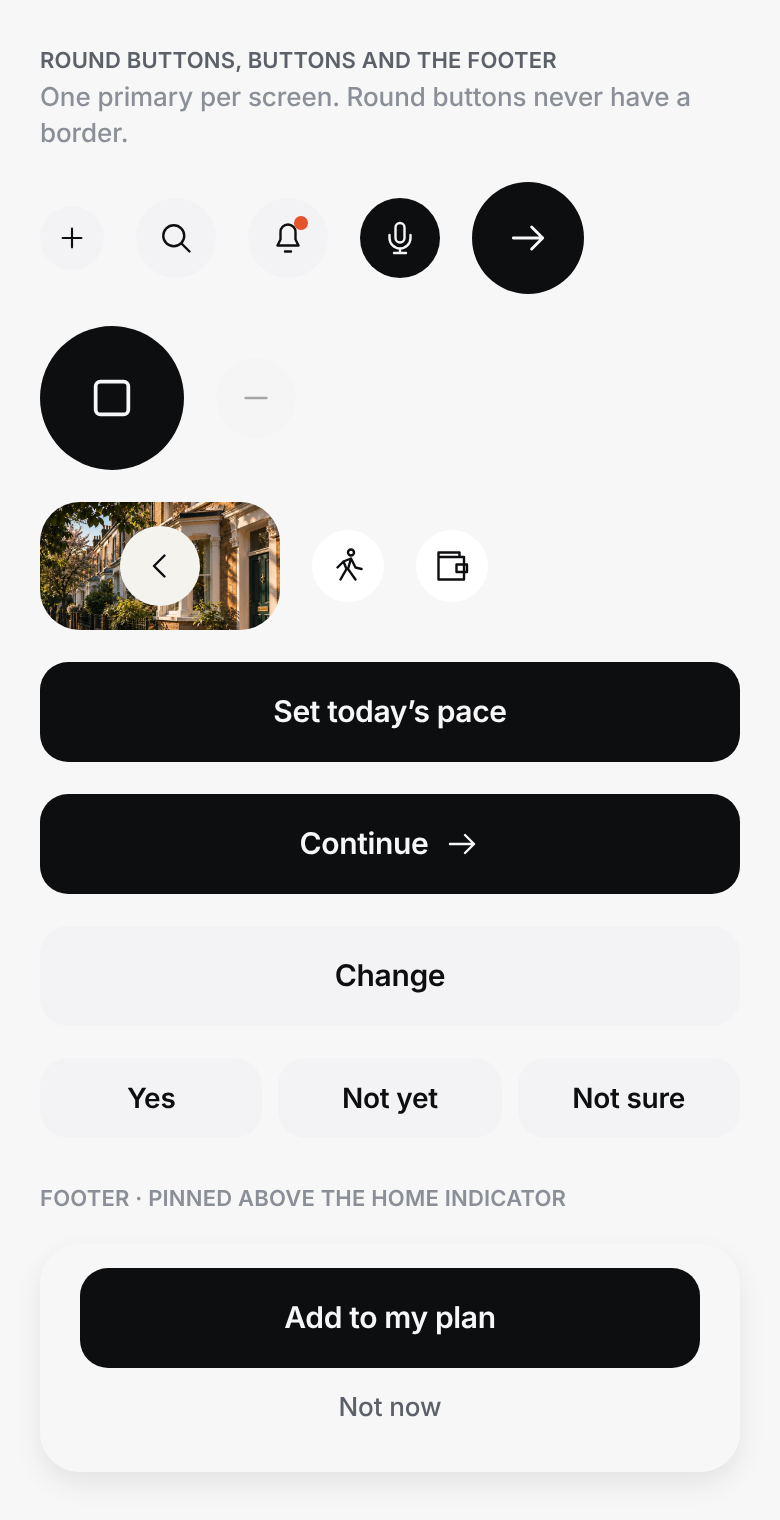 ROUND BUTTONS, BUTTONS AND THE FOOTER
One primary per screen. Round buttons never have a
border.
Set today’s pace
Continue
Change
Yes
Not yet
Not sure
FOOTER · PINNED ABOVE THE HOME INDICATOR
Add to my plan
Not now